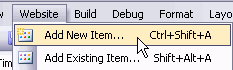 Website Build Debug Format
Add New Item... Ctrl+Shift+A
Add Existing Item... Shift+Alt+A